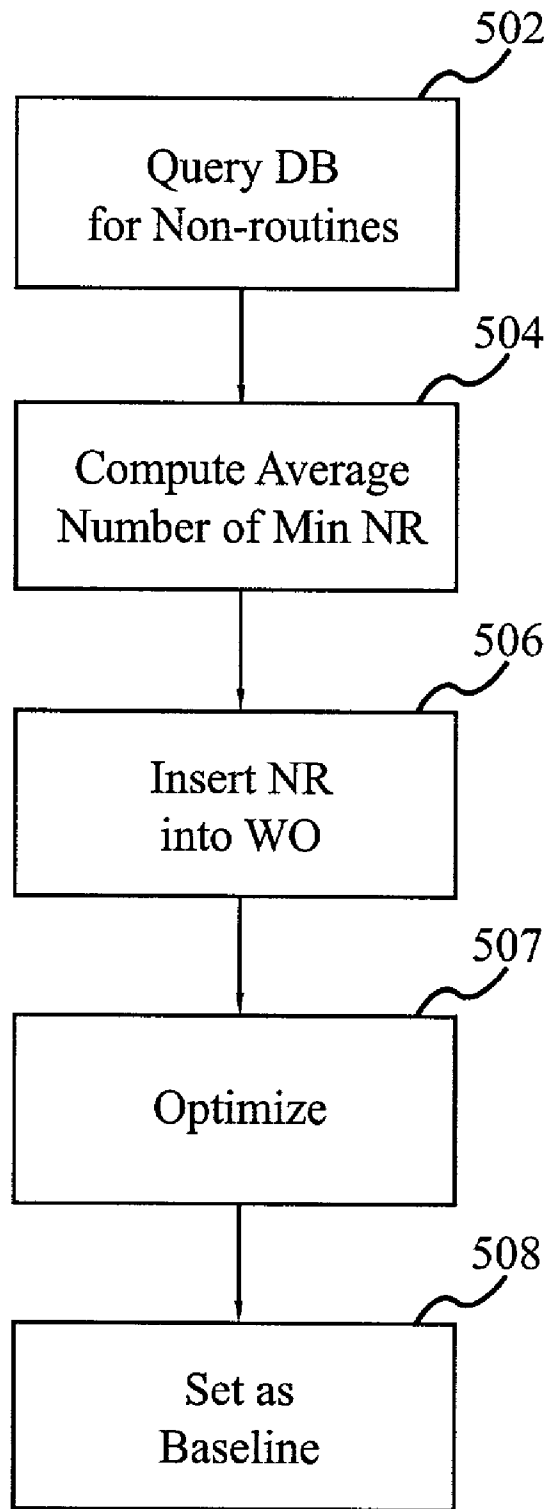 502
Query DB
for Non-routines
504
Compute Average
Number of Min NR
506
Insert NR
into WO
507
Optimize
508
Set as
Baseline